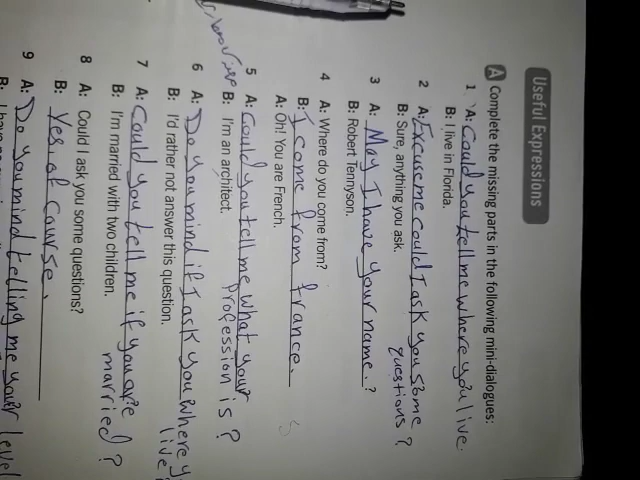 Useful Expressions
A Complete the missing parts in the following mini-dialogues:
1 A: Could you tell me where you live.
B: I live in Florida.
2 A: Excuse me could I ask you some
questions?
B: Sure, anything you ask.
3 A: May I have your name.?
B: Robert Tennyson.
4 A: Where do you come from?
B: I come from france.
A: Oh! You are French.
5 A: Could you tell me what your
profession is?
B: I'm an architect.
6 A: Do you mind if I ask you where y
live?
B: I'd rather not answer this question.
7 A: Could you tell me if you are
married?
B: I'm married with two children.
8 A: Could I ask you some questions?
B: Yes, of course.
9 A: Do you mind telling me your level
B: I have